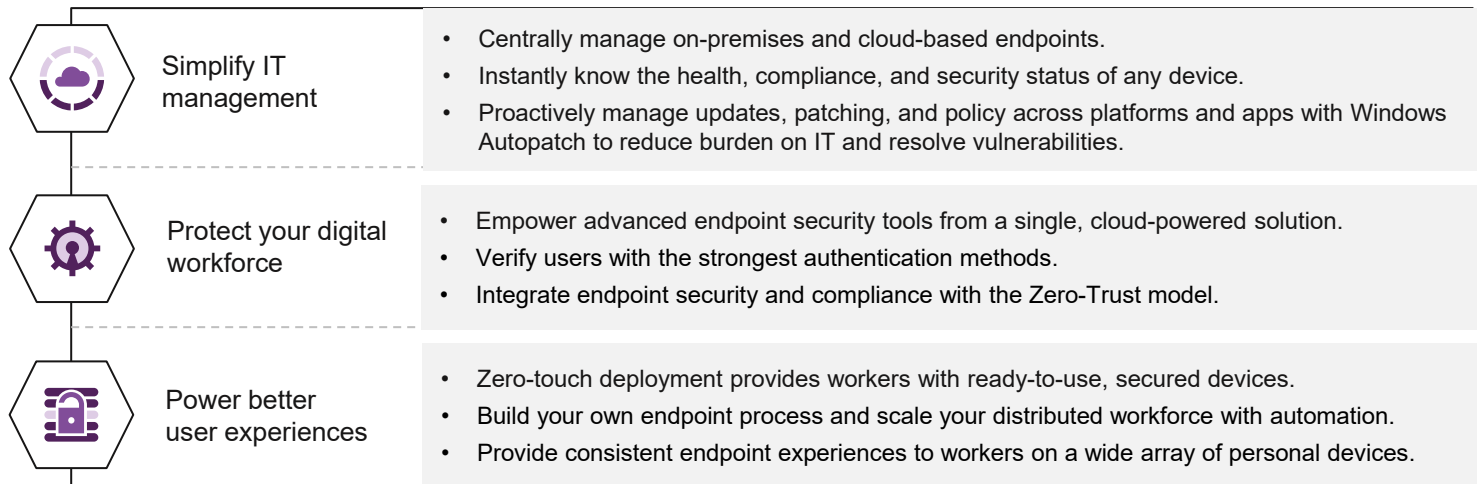 Simplify IT
management
• Centrally manage on-premises and cloud-based endpoints.
• Instantly know the health, compliance, and security status of any device.
• Proactively manage updates, patching, and policy across platforms and apps with Windows
Autopatch to reduce burden on IT and resolve vulnerabilities.
Protect your digital
workforce
• Empower advanced endpoint security tools from a single, cloud-powered solution.
• Verify users with the strongest authentication methods.
• Integrate endpoint security and compliance with the Zero-Trust model.
Power better
user experiences
• Zero-touch deployment provides workers with ready-to-use, secured devices.
• Build your own endpoint process and scale your distributed workforce with automation.
• Provide consistent endpoint experiences to workers on a wide array of personal devices.